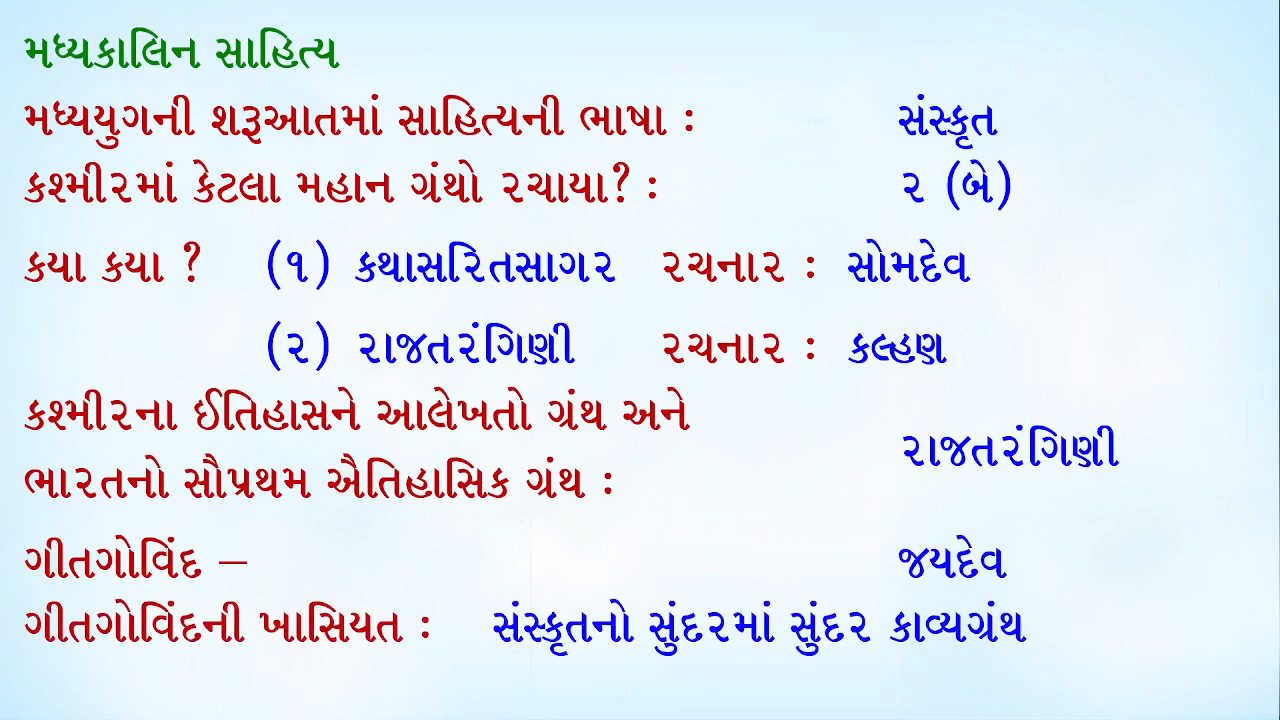 મધ્યકાલિન સાહિત્ય
મધ્યયુગની શરૂઆતમાં સાહિત્યની ભાષા : સંસ્કૃત
કશ્મીરમાં કેટલા મહાન ગ્રંથો રચાયા? : ૨ (બે)
કયા કયા ? (૧) કથાસરિતસાગર રચનાર : સોમદેવ
(૨) રાજતરંગિણી રચનાર : કલ્હણ
કશ્મીરના ઈતિહાસને આલેખતો ગ્રંથ અને
ભારતનો સૌપ્રથમ ઐતિહાસિક ગ્રંથ : રાજતરંગિણી
ગીતગોવિંદ – જયદેવ
ગીતગોવિંદની ખાસિયત : સંસ્કૃતનો સુંદરમાં સુંદર કાવ્યગ્રંથ